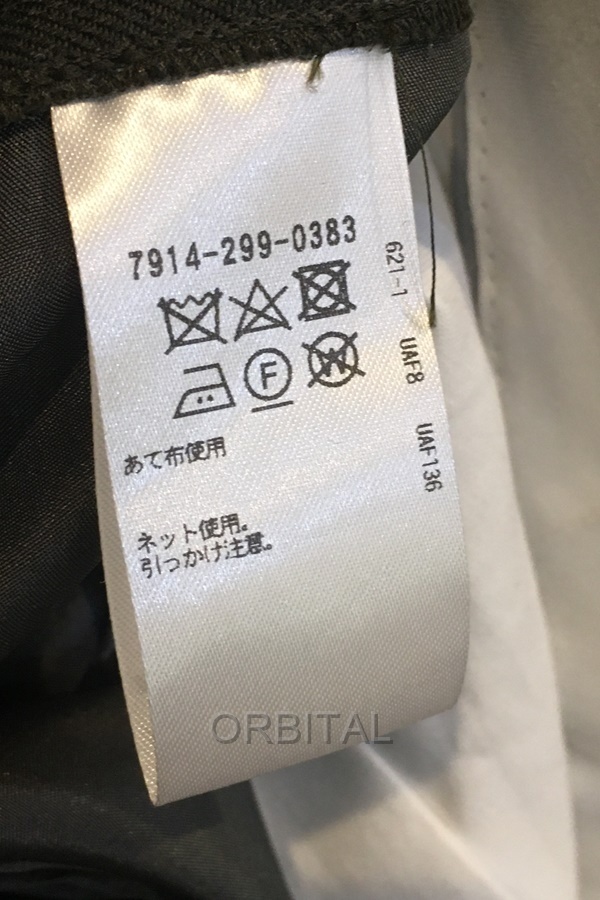 7914-299-0383
F
W
あて布使用
ネット使用。
引っかけ注意。
621-1
UAF8
UAF136
ORBITAL